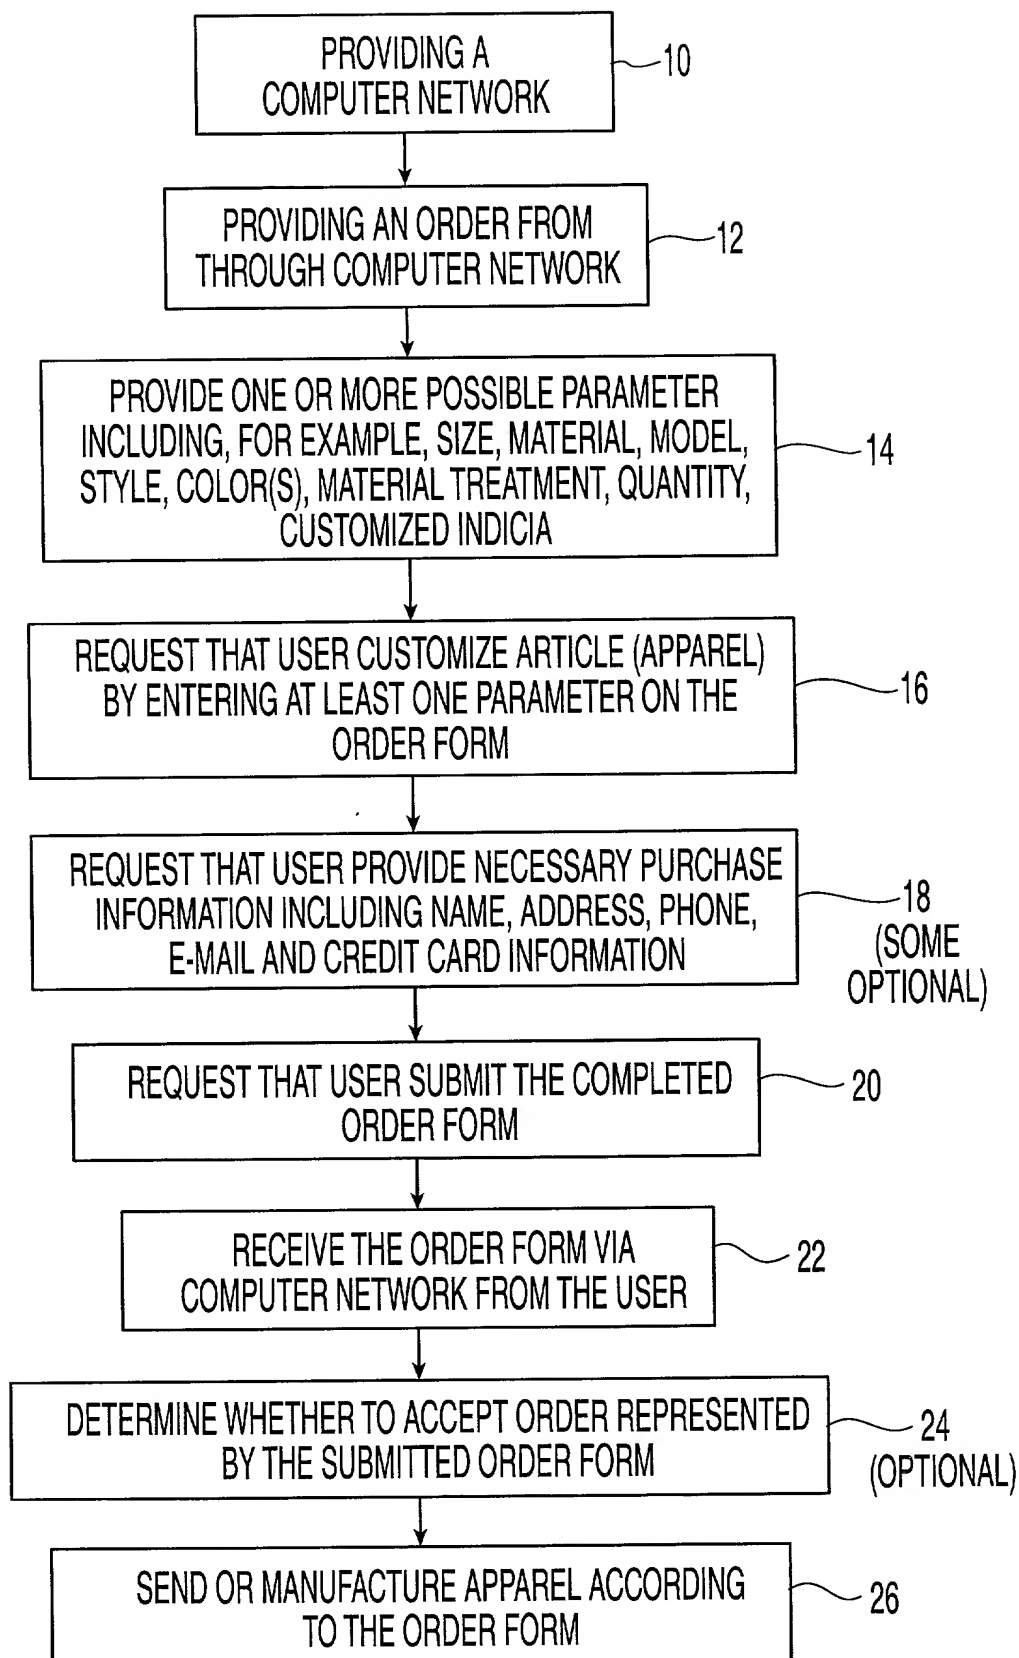 PROVIDING A
COMPUTER NETWORK
10
PROVIDING AN ORDER FROM
THROUGH COMPUTER NETWORK
12
PROVIDE ONE OR MORE POSSIBLE PARAMETER
INCLUDING, FOR EXAMPLE, SIZE, MATERIAL, MODEL,
STYLE, COLOR(S), MATERIAL TREATMENT, QUANTITY,
CUSTOMIZED INDICIA
14
REQUEST THAT USER CUSTOMIZE ARTICLE (APPAREL)
BY ENTERING AT LEAST ONE PARAMETER ON THE
ORDER FORM
16
REQUEST THAT USER PROVIDE NECESSARY PURCHASE
INFORMATION INCLUDING NAME, ADDRESS, PHONE,
E-MAIL AND CREDIT CARD INFORMATION
18
(SOME
OPTIONAL)
REQUEST THAT USER SUBMIT THE COMPLETED
ORDER FORM
20
RECEIVE THE ORDER FORM VIA
COMPUTER NETWORK FROM THE USER
22
DETERMINE WHETHER TO ACCEPT ORDER REPRESENTED
BY THE SUBMITTED ORDER FORM
24
(OPTIONAL)
SEND OR MANUFACTURE APPAREL ACCORDING
TO THE ORDER FORM
26